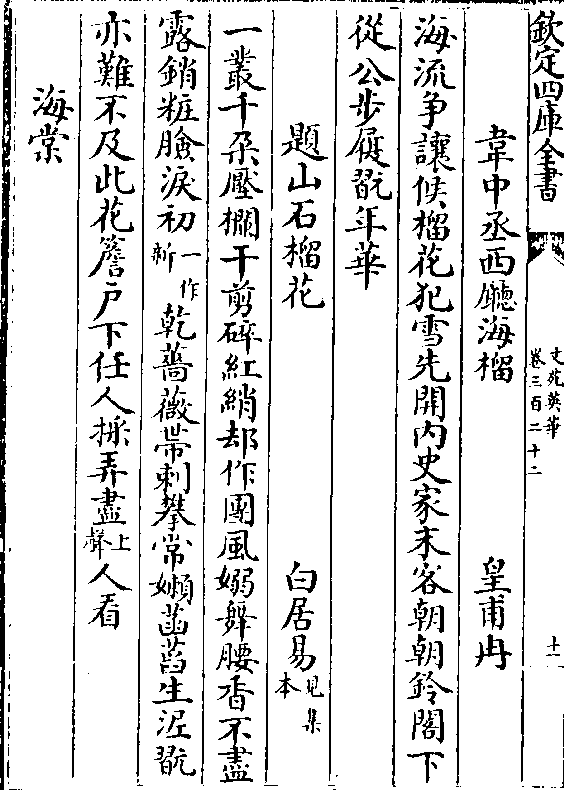 欽定四庫全書
文苑英華
卷三百二十二
十一
韋中丞西廳海榴
皇甫冉
海流争讓候榴花犯雪先開内史家末客朝朝鈴閣下
從公步屧翫年華
題山石榴花
白居易見集本
一叢千朶壓欄干剪碎紅綃却作團風嫋舞腰香不盡
露銷粧臉淚初一作新乾薔薇帶刺攀常嬾菡萏生泥翫
亦難不及此花簷戸下任人採弄盡上聲人看
海棠